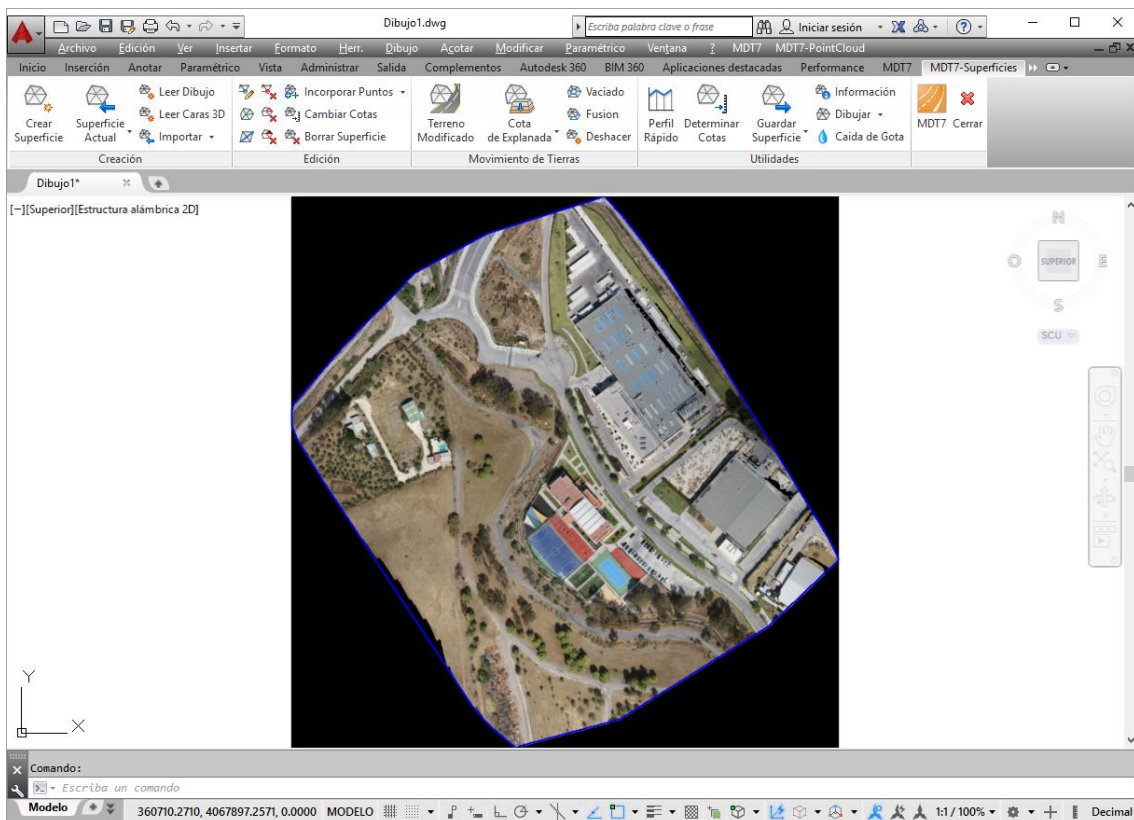 Dibujo1.dwg
Escriba palabra clave o frase
Iniciar sesión
Archivo Edición Ver Insertar Formato Herr. Dibujo Acotar Modificar Paramétrico Ventana ? MDT7 MDT7-PointCloud
Inicio Inserción Anotar Paramétrico Vista Administrar Salida Complementos Autodesk 360 BIM 360 Aplicaciones destacadas Performance MDT7 MDT7-Superficies
Crear
Superficie
Superficie
Actual
Leer Dibujo
Leer Caras 3D
Importar
Creación
Incorporar Puntos
Cambiar Cotas
Borrar Superficie
Edición
Terreno
Modificado
Cota
de Explanada
Vaciado
Fusion
Deshacer
Movimiento de Tierras
Perfil
Rápido
Determinar
Cotas
Guardar
Superficie
Información
Dibujar
Caida de Gota
Utilidades
MDT7 Cerrar
Dibujo1*
[−][Superior][Estructura alámbrica 2D]
N
O SUPERIOR E
S
SCU
Y
X
Comando:
Escriba un comando
Modelo 360710.2710, 4067897.2571, 0.0000 MODELO 1:1 / 100% Decimal